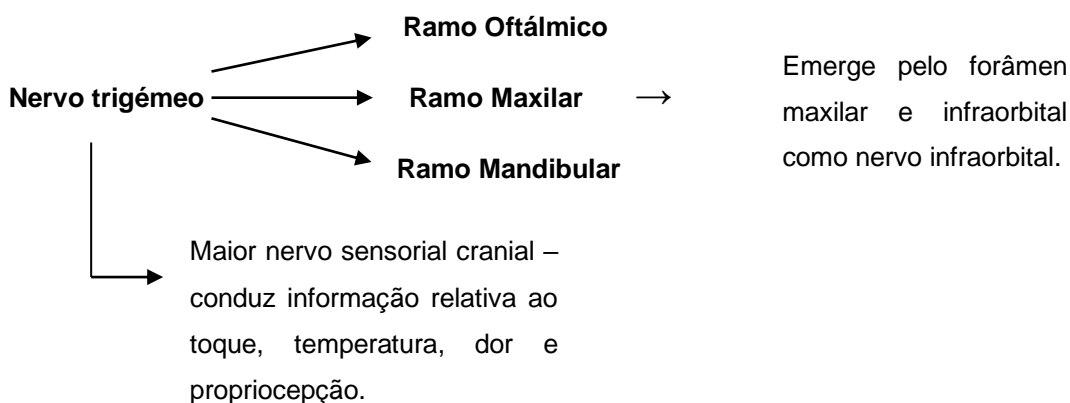 Ramo Oftálmico
Nervo trigémeo
Ramo Maxilar →
Ramo Mandibular
Emerge pelo forâmen
maxilar e infraorbital
como nervo infraorbital.
Maior nervo sensorial cranial –
conduz informação relativa ao
toque, temperatura, dor e
propriocepção.